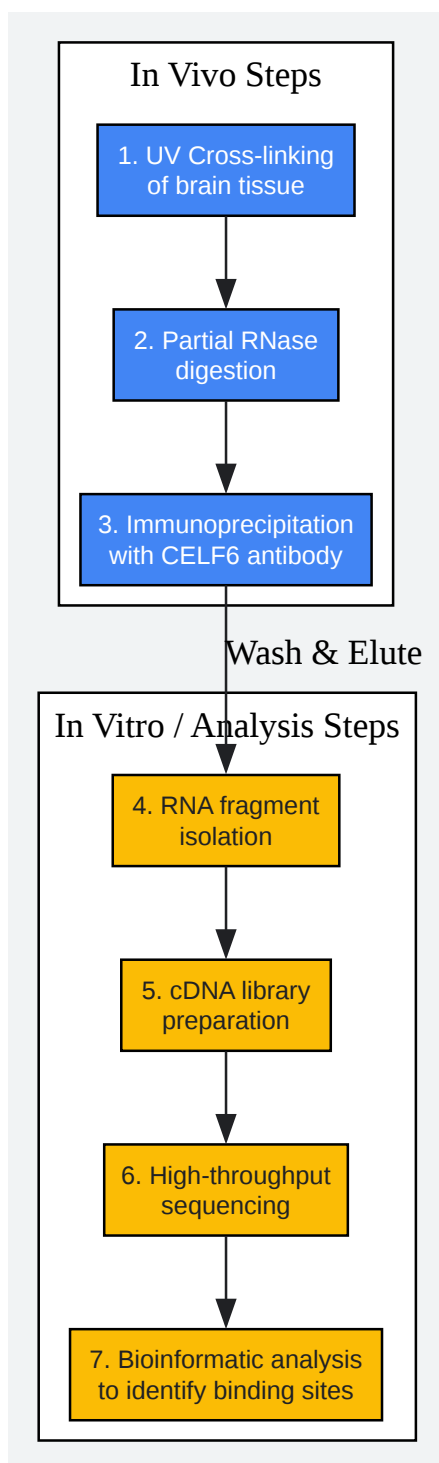 In Vivo Steps
1. UV Cross-linking
of brain tissue
2. Partial RNase
digestion
3. Immunoprecipitation
with CELF6 antibody
Wash & Elute
In Vitro / Analysis Steps
4. RNA fragment
isolation
5. cDNA library
preparation
6. High-throughput
sequencing
7. Bioinformatic analysis
to identify binding sites